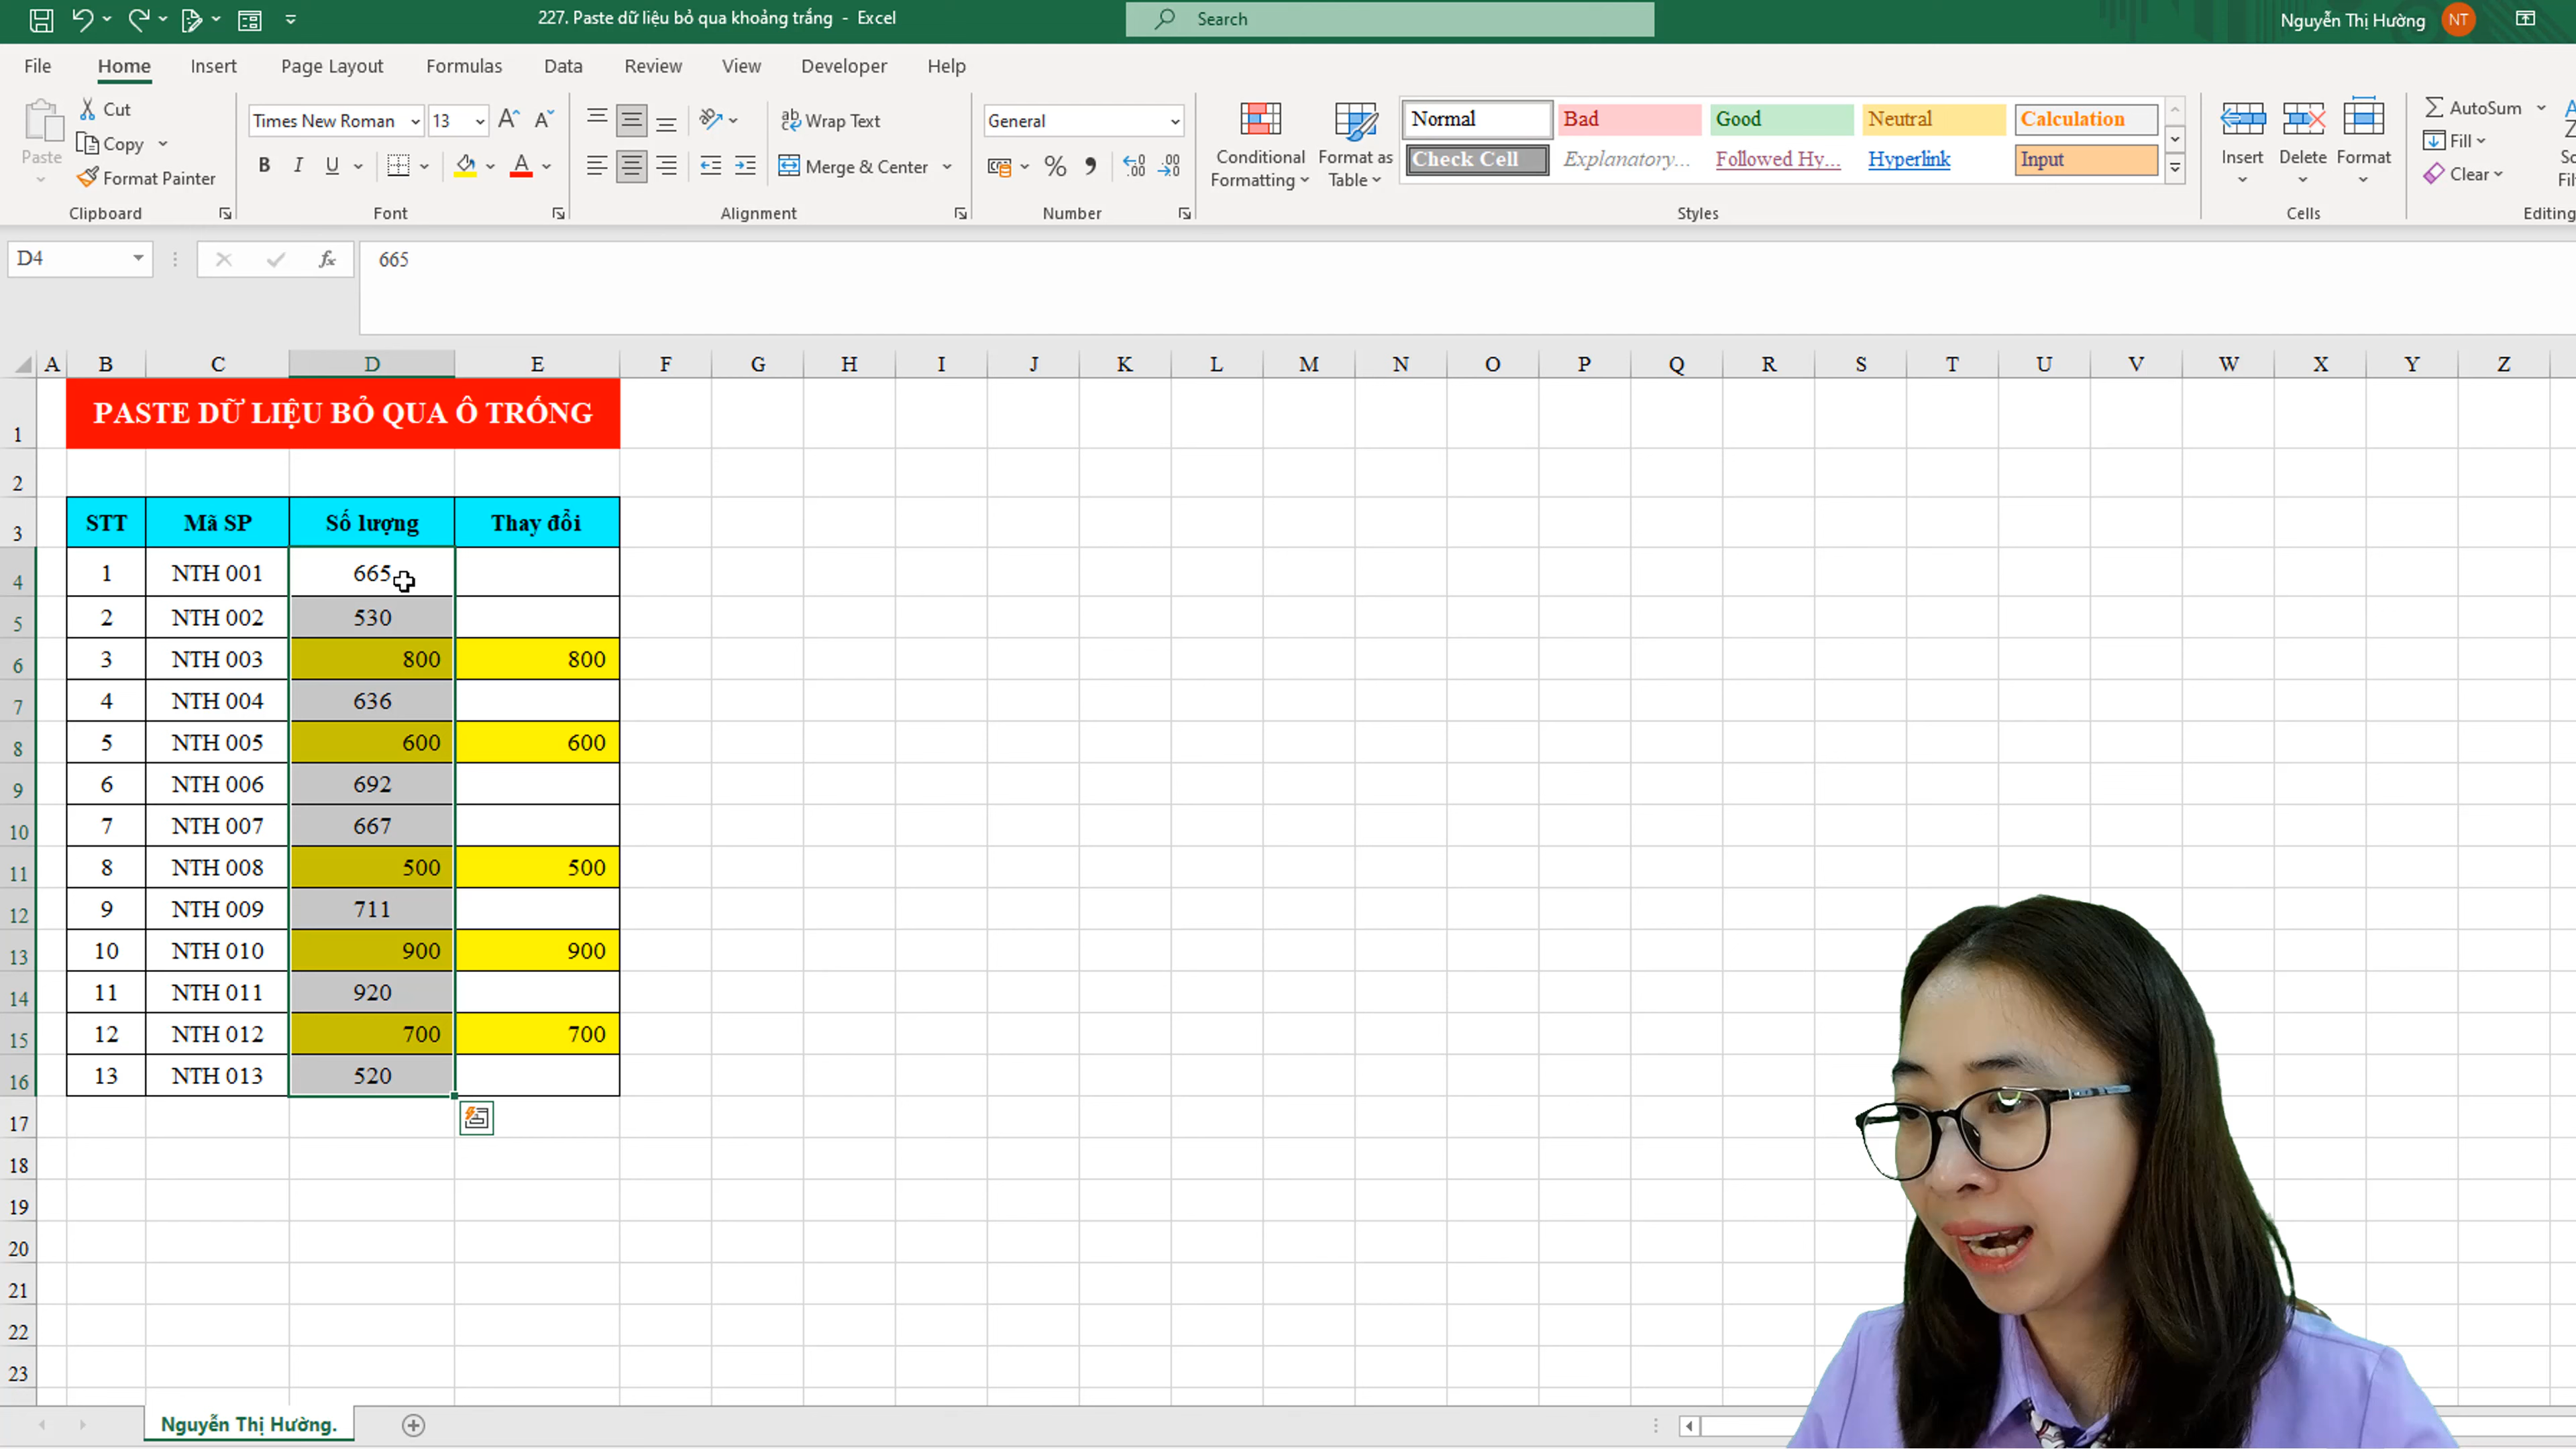 227. Paste dữ liệu bỏ qua khoảng trắng - Excel
Search
Nguyễn Thị Hường
NT
File Home Insert Page Layout Formulas Data Review View Developer Help
Paste
Cut
Copy
Format Painter
Clipboard
Times New Roman 13
B I U
Font
Wrap Text
Merge & Center
Alignment
General
Number
Conditional Formatting
Format as Table
Normal Bad Good Neutral Calculation
Check Cell Explanatory... Followed Hy... Hyperlink Input
Styles
Insert Delete Format
Cells
AutoSum
Fill
Clear
Editing
D4 fx 665
A B C D E F G H I J K L M N O P Q R S T U V W X Y Z
1 PASTE DỮ LIỆU BỎ QUA Ô TRỐNG
2
3 STT Mã SP Số lượng Thay đổi
4 1 NTH 001 665
5 2 NTH 002 530
6 3 NTH 003 800 800
7 4 NTH 004 636
8 5 NTH 005 600 600
9 6 NTH 006 692
10 7 NTH 007 667
11 8 NTH 008 500 500
12 9 NTH 009 711
13 10 NTH 010 900 900
14 11 NTH 011 920
15 12 NTH 012 700 700
16 13 NTH 013 520
17
18
19
20
21
22
23
Nguyễn Thị Hường.